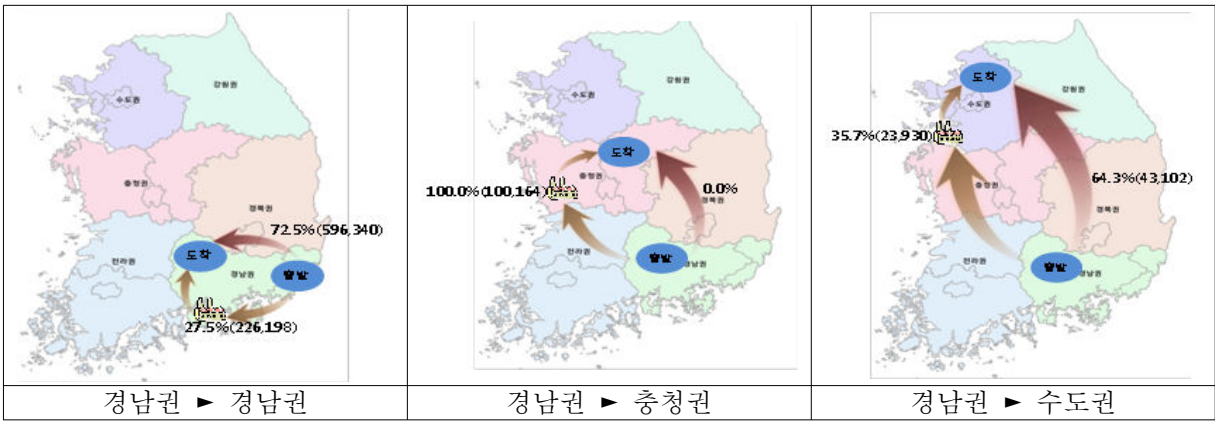 강원권
수도권
충청권
경북권
72.5%(596,340)
전라권
도착
경남권
출발
27.5%(226,198)
경남권 ► 경남권
강원권
수도권
도착
100.0%(100,164)
충청권
0.0%
경북권
전라권
출발
경남권
경남권 ► 충청권
도착
강원권
수도권
35.7%(23,930)
충청권
64.3%(43,102)
경북권
전라권
출발
경남권
경남권 ► 수도권